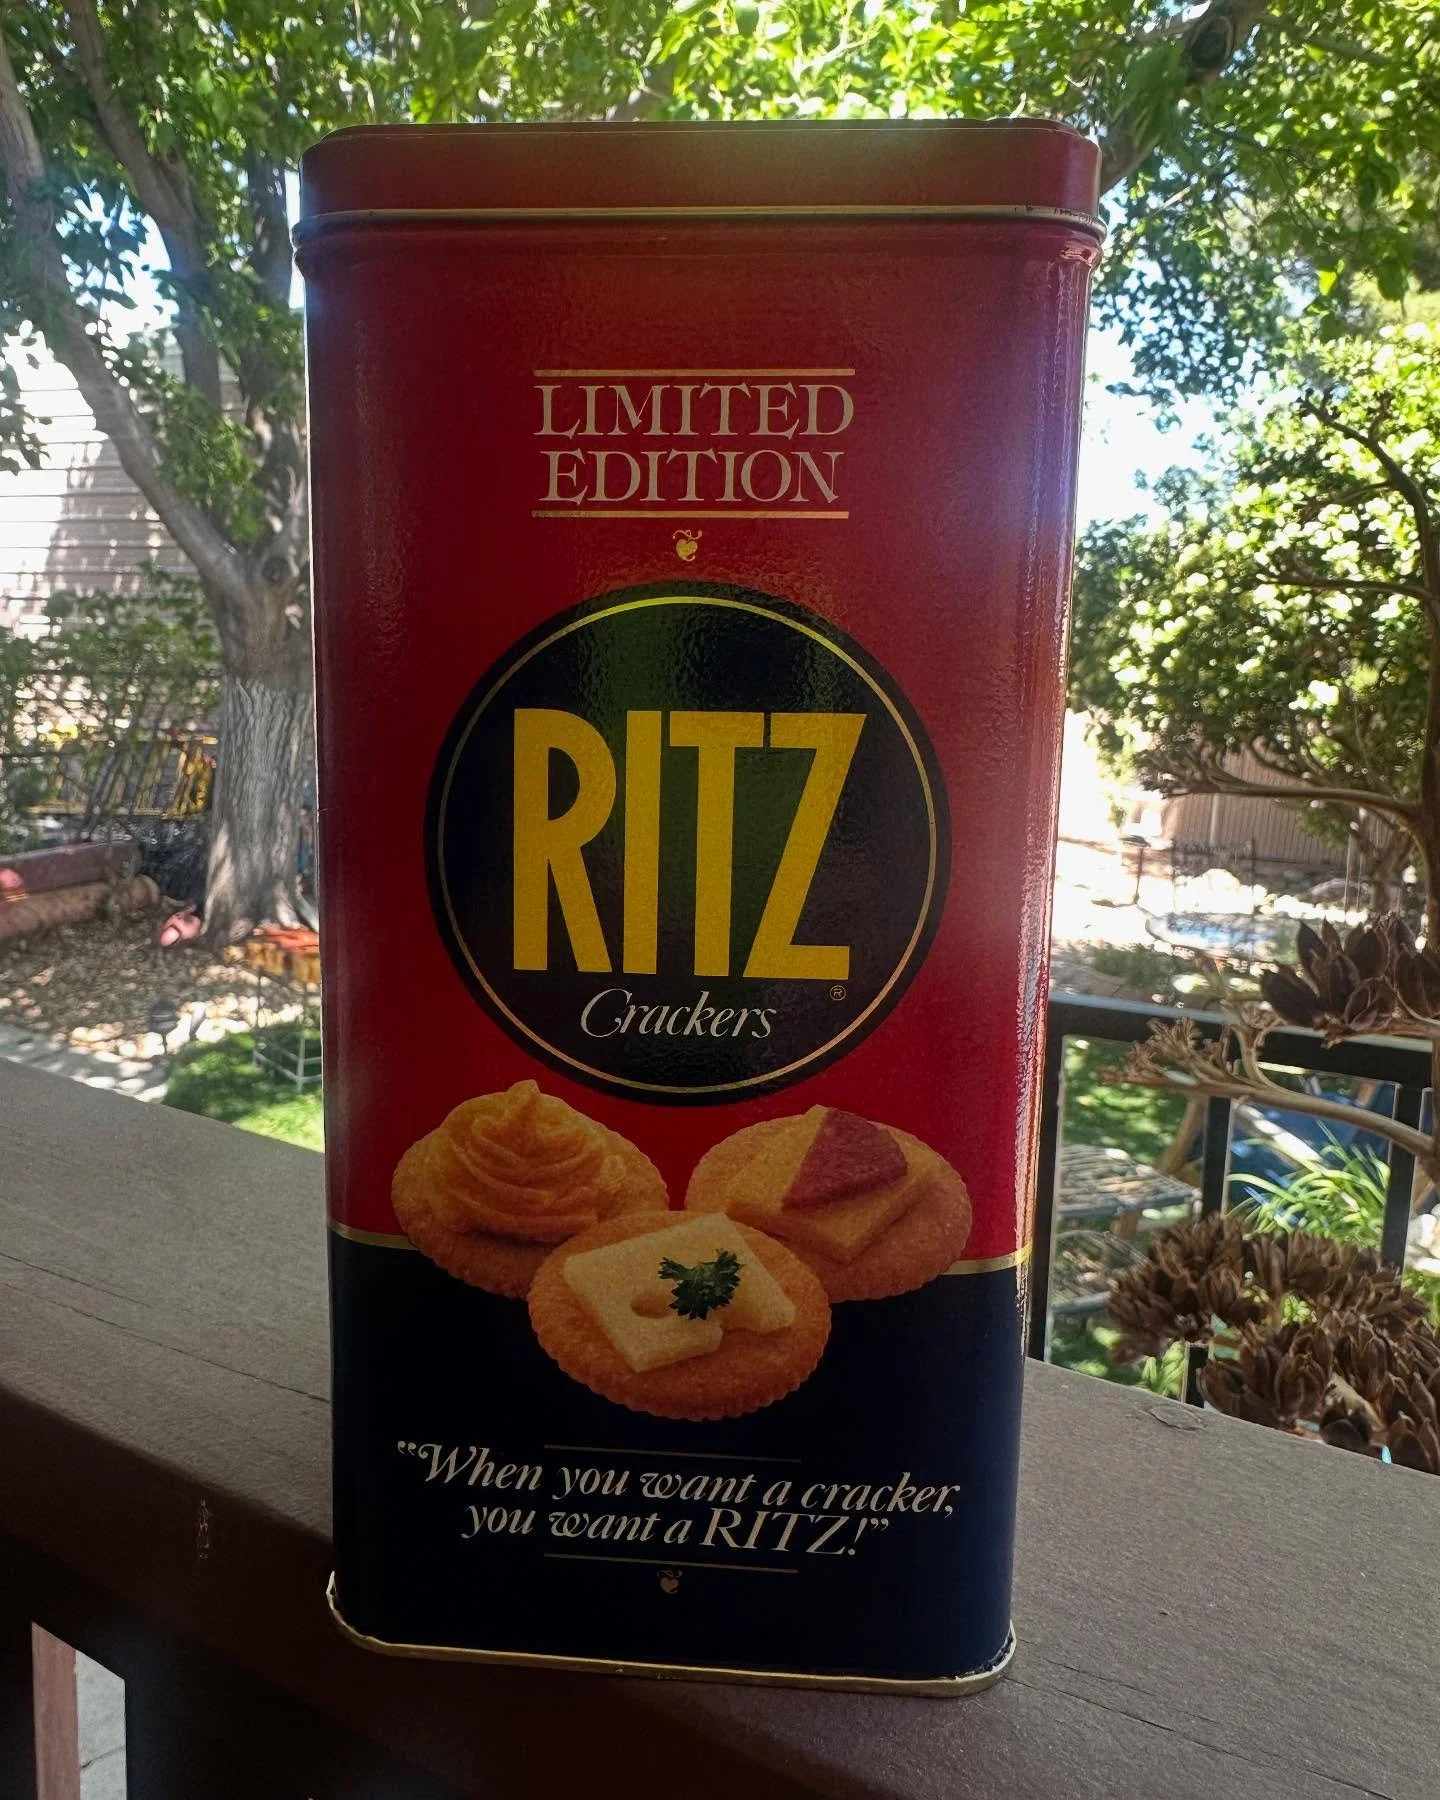 LIMITED
EDITION
RITZ
®
Crackers
“When you want a cracker,
you want a RITZ!”